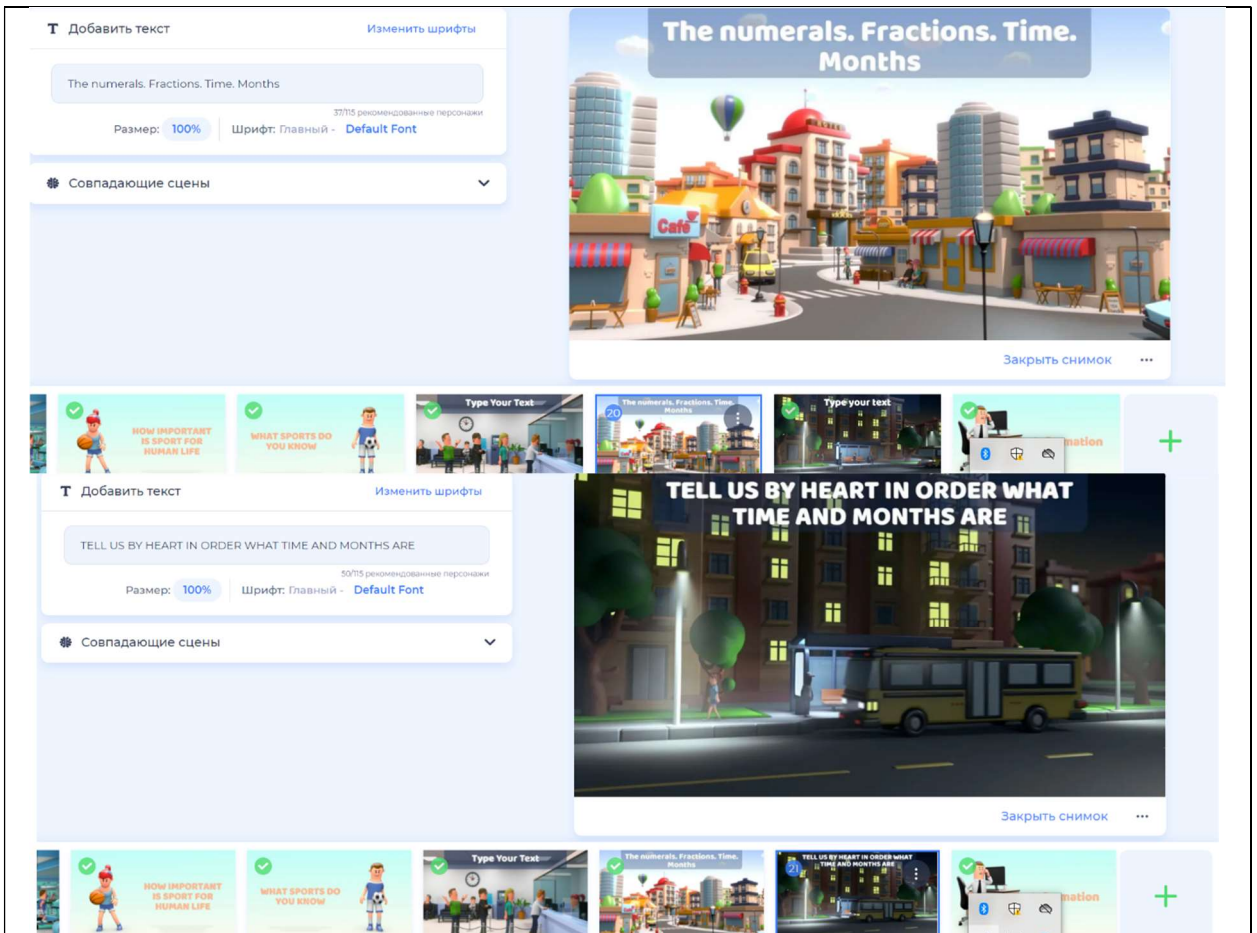 Т Добавить текст
Изменить шрифты
The numerals. Fractions. Time. Months
37/115 рекомендованные персонажи
Размер: 100%
Шрифт: Главный - Default Font
Совпадающие сцены
The numerals. Fractions. Time.
Months
Café
Закрыть снимок
HOW IMPORTANT
IS SPORT FOR
HUMAN LIFE
WHAT SPORTS DO
YOU KNOW
Type Your Text
20
The numerals. Fractions. Time.
Months
Type your text
mation
Т Добавить текст
Изменить шрифты
TELL US BY HEART IN ORDER WHAT TIME AND MONTHS ARE
50/115 рекомендованные персонажи
Размер: 100%
Шрифт: Главный - Default Font
Совпадающие сцены
TELL US BY HEART IN ORDER WHAT
TIME AND MONTHS ARE
Закрыть снимок
HOW IMPORTANT
IS SPORT FOR
HUMAN LIFE
WHAT SPORTS DO
YOU KNOW
Type Your Text
The numerals. Fractions. Time.
Months
21
TELL US BY HEART IN ORDER WHAT
TIME AND MONTHS ARE
mation